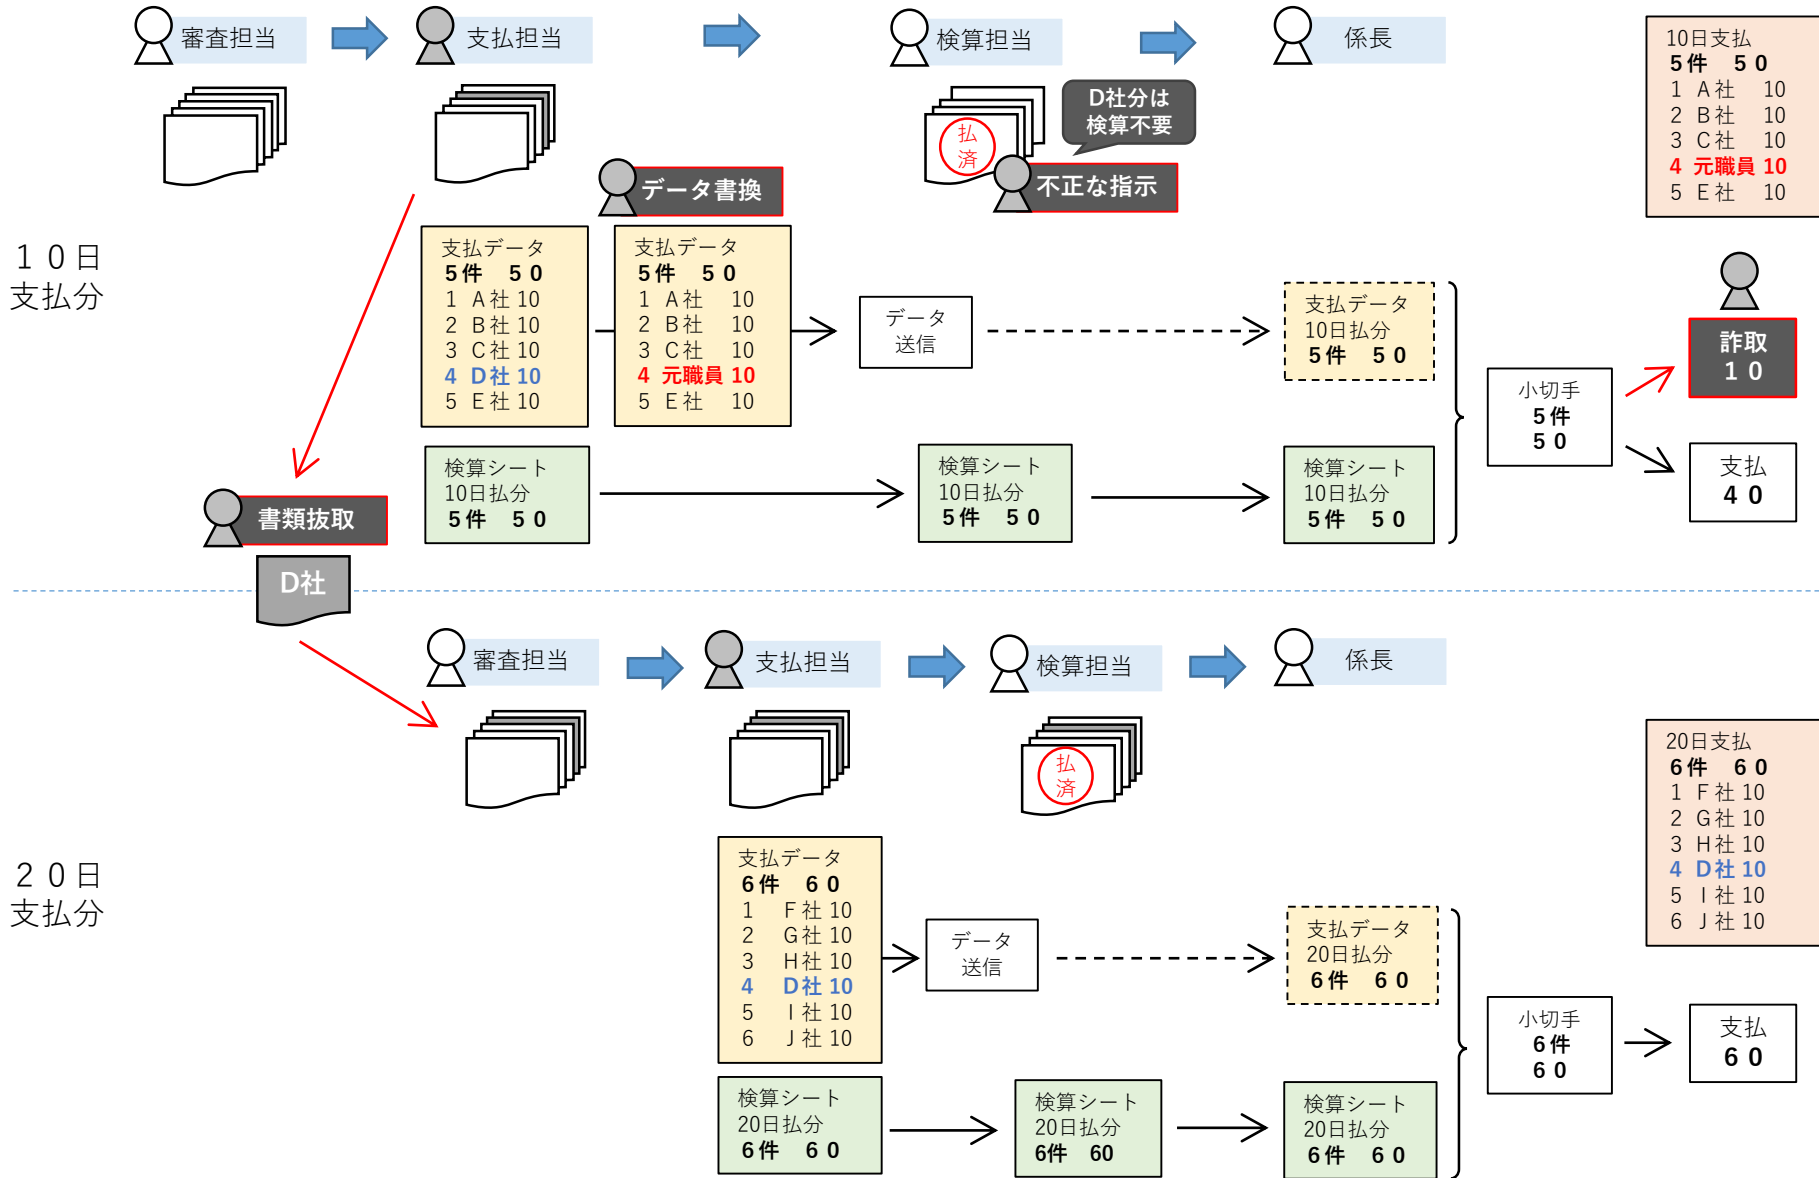 審査担当
支払担当
検算担当
係長
D社分は
検算不要
払
済
データ書換
不正な指示
10日支払
5件 50
1 A社 10
2 B社 10
3 C社 10
4 元職員 10
5 E社 10
10日
支払分
支払データ
5件 50
1 A社 10
2 B社 10
3 C社 10
4 D社 10
5 E社 10
支払データ
5件 50
1 A社 10
2 B社 10
3 C社 10
4 元職員 10
5 E社 10
データ
送信
支払データ
10日払分
5件 50
詐取
10
小切手
5件
50
支払
40
検算シート
10日払分
5件 50
検算シート
10日払分
5件 50
検算シート
10日払分
5件 50
書類抜取
D社
審査担当
支払担当
検算担当
係長
払
済
20日支払
6件 60
1 F社 10
2 G社 10
3 H社 10
4 D社 10
5 I社 10
6 J社 10
20日
支払分
支払データ
6件 60
1 F社 10
2 G社 10
3 H社 10
4 D社 10
5 I社 10
6 J社 10
データ
送信
支払データ
20日払分
6件 60
小切手
6件
60
支払
60
検算シート
20日払分
6件 60
検算シート
20日払分
6件 60
検算シート
20日払分
6件 60